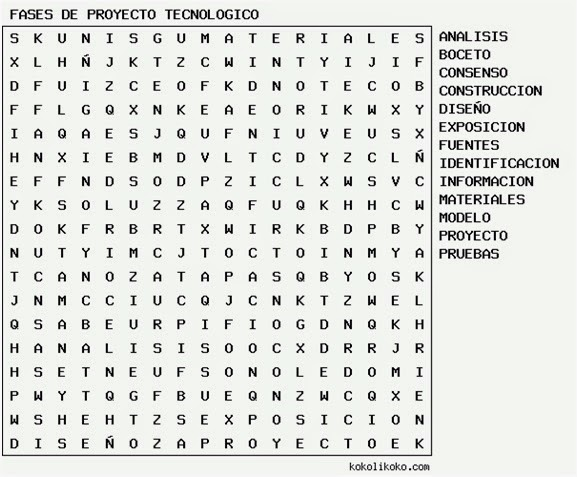 FASES DE PROYECTO TECNOLOGICO
S K U N I S G U M A T E R I A L E S
X L H Ñ J K T Z C W I N T Y I J I F
D F U I Z C E O F K D N O T E C O B
F F L G Q X N K E A E O R I K W X Y
I A Q A E S J Q U F N I U V E U S X
H N X I E B M D V L T C D Y Z C L Ñ
E F F N D S O D P Z I C L X W S V C
Y K S O L U Z Z A Q F U Q K H H C W
D O K F R B R T X W I R K B D P B Y
N U T Y I M C J T O C T O I N M Y A
T C A N O Z A T A P A S Q B Y O S K
J N M C C I U C Q J C N K T Z W E L
Q S A B E U R P I F I O G D N Q K H
H A N A L I S I S O O C X D R R J R
H S E T N E U F S O N O L E D O M I
P W Y T Q G F B U E Q N Z W C Q X E
W S H E H T Z S E X P O S I C I O N
D I S E Ñ O Z A P R O Y E C T O E K
ANALISIS
BOCETO
CONSENSO
CONSTRUCCION
DISEÑO
EXPOSICION
FUENTES
IDENTIFICACION
INFORMACION
MATERIALES
MODELO
PROYECTO
PRUEBAS
kokolikoko.com